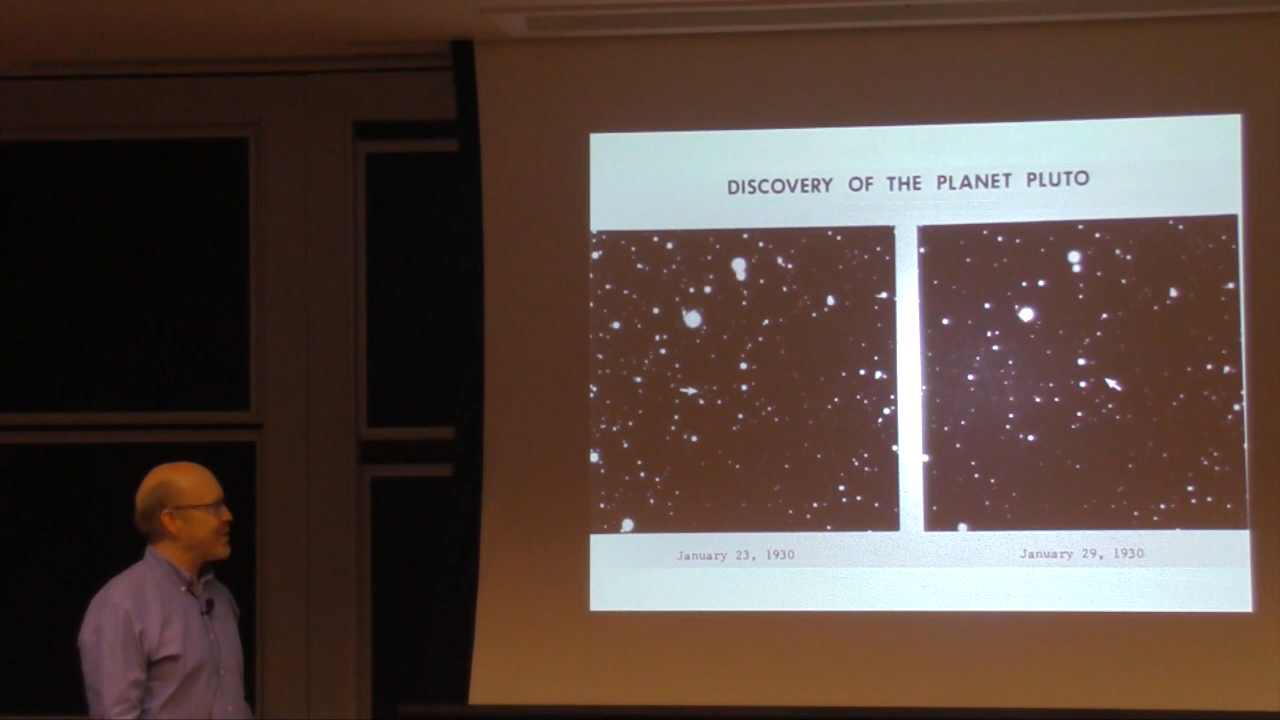 DISCOVERY OF THE PLANET PLUTO
January 23, 1930
January 29, 1930